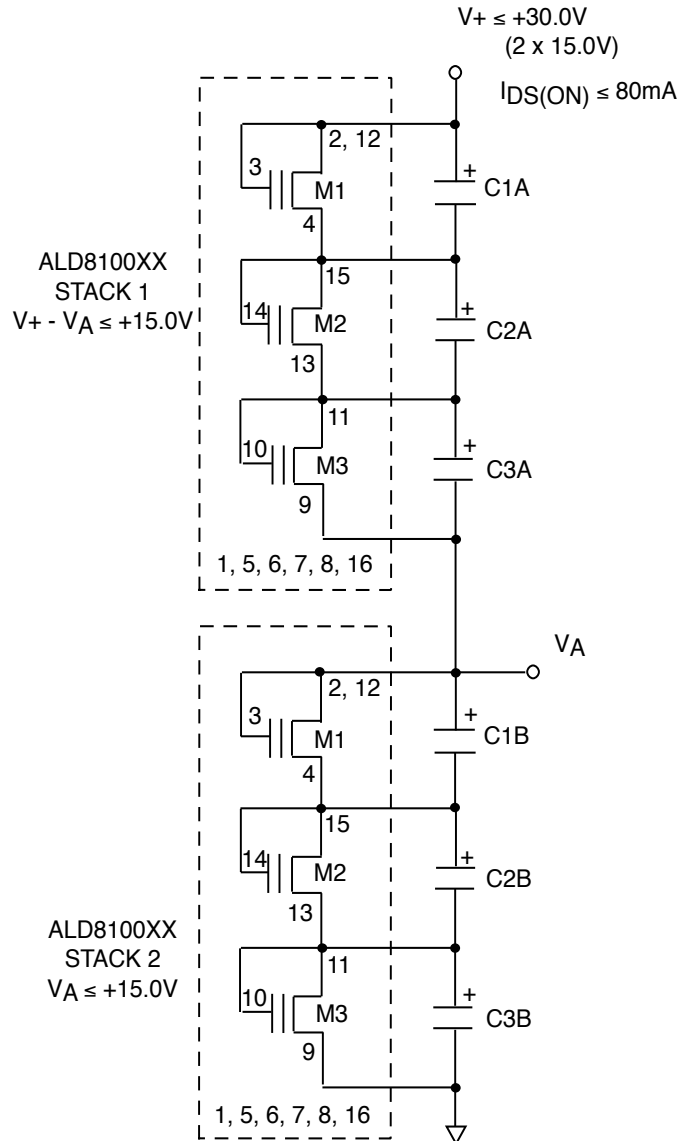 V+ ≤ +30.0V
(2 x 15.0V)
IDS(ON) ≤ 80mA
2, 12
3
M1
4
+
C1A
ALD8100XX
STACK 1
V+ - VA ≤ +15.0V
15
14
M2
13
+
C2A
11
10
M3
9
+
C3A
1, 5, 6, 7, 8, 16
VA
2, 12
3
M1
4
+
C1B
15
14
M2
13
+
C2B
ALD8100XX
STACK 2
VA ≤ +15.0V
11
10
M3
9
+
C3B
1, 5, 6, 7, 8, 16